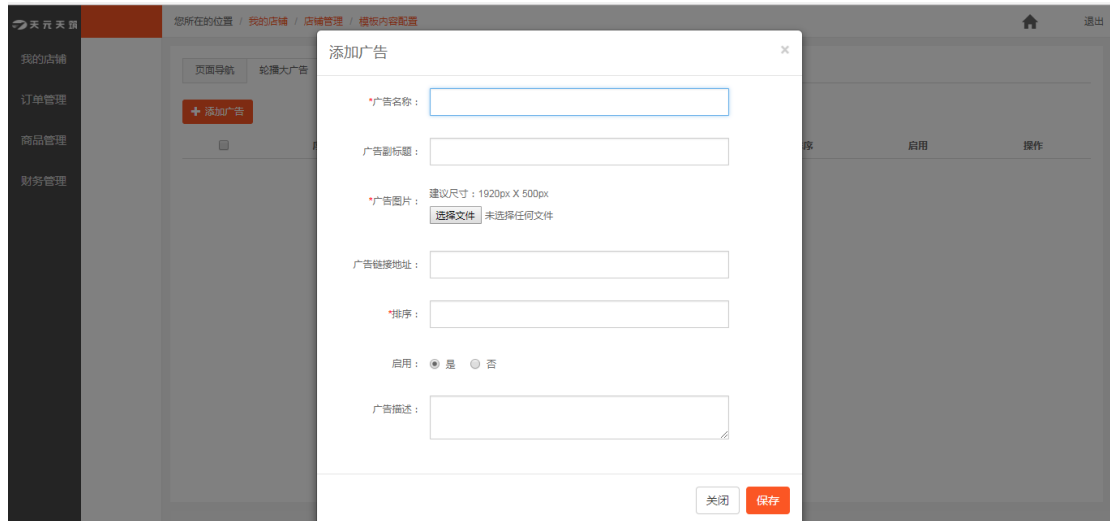 天元天筑
您所在的位置 / 我的店铺 / 店铺管理 / 模板内容配置
退出
我的店铺
订单管理
商品管理
财务管理
页面导航
轮播大广告
添加广告
序
启用
操作
添加广告
×
*广告名称：
广告副标题：
*广告图片：
建议尺寸：1920px X 500px
选择文件 未选择任何文件
广告链接地址：
*排序：
启用：
是
否
广告描述：
关闭
保存